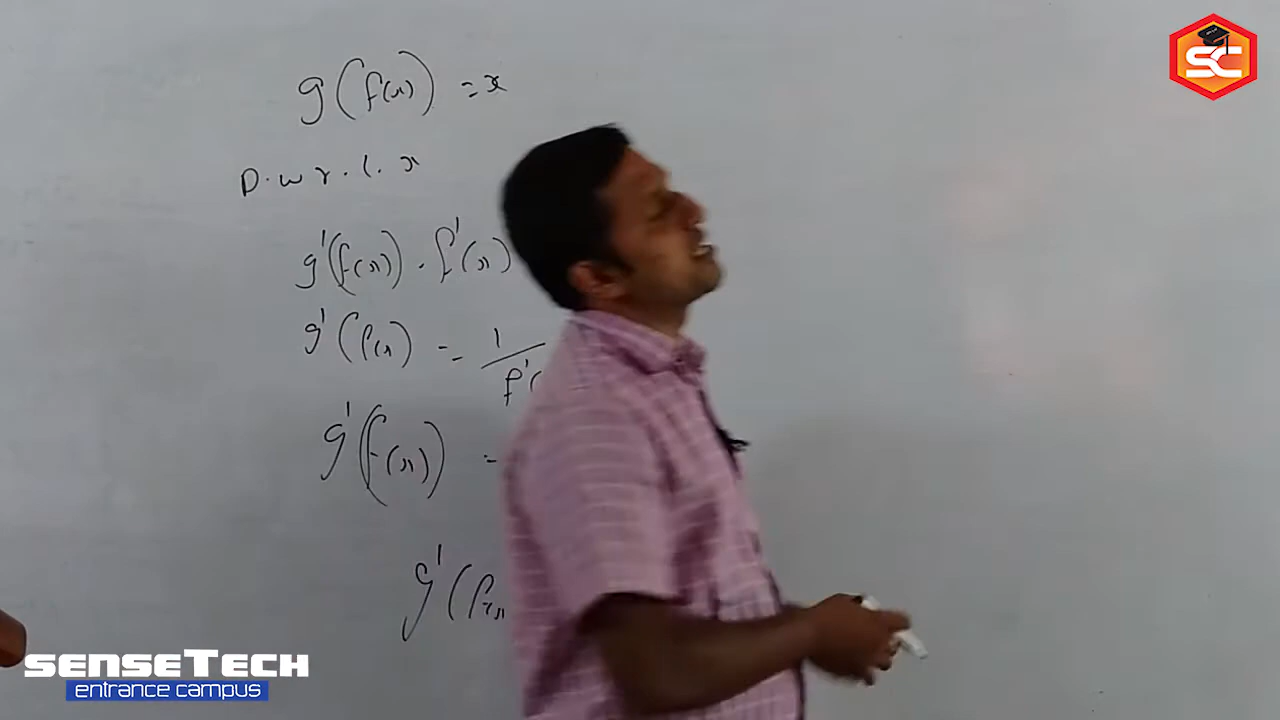 SC
g(f(x)) = x
D.w.r.t. x
g'(f(x)) . f'(x)
g'(f(x)) = 1/f'(
g'(f(x)) =
g'(f(x)
SENSETECH
entrance campus